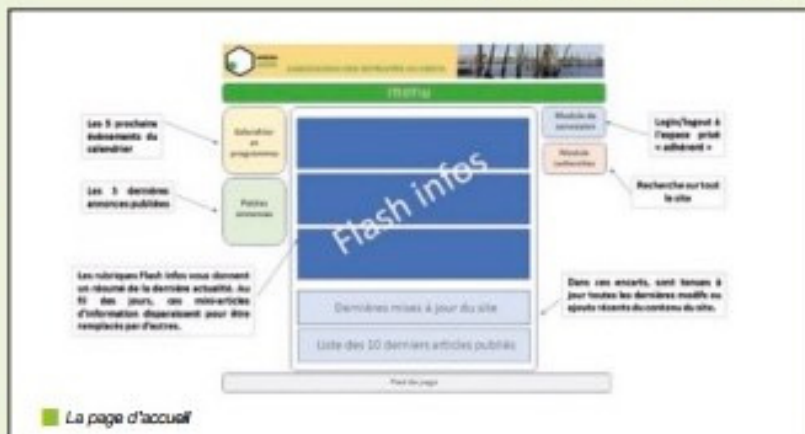 menu
Les 5 prochains
évènements du
calendrier
Calendrier
et
programmes
Module de
connexion
Login/logout à
l'espace privé
« adhérent »
Les 3 dernières
annonces publiées
Petites
annonces
Module
recherches
Recherche sur tout
le site
Flash infos
Les rubriques Flash infos vous donnent
un résumé de la dernière actualité. Au
fil des jours, ces mini-articles
d'information disparaissent pour être
remplacés par d'autres.
Dans ces encarts, sont tenues à
jour toutes les dernières modifs ou
ajouts récents du contenu du site.
Dernières mises à jour du site
Liste des 10 derniers articles publiés
Pied de page
La page d'accueil